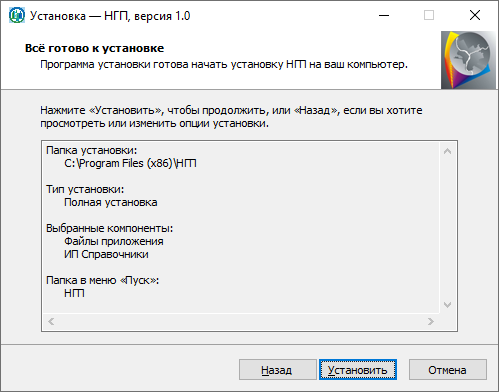 Установка — НГП, версия 1.0
Всё готово к установке
Программа установки готова начать установку НГП на ваш компьютер.
Нажмите «Установить», чтобы продолжить, или «Назад», если вы хотите
просмотреть или изменить опции установки.
Папка установки:
C:\Program Files (x86)\НГП
Тип установки:
Полная установка
Выбранные компоненты:
Файлы приложения
ИП Справочники
Папка в меню «Пуск»:
НГП
Назад
Установить
Отмена